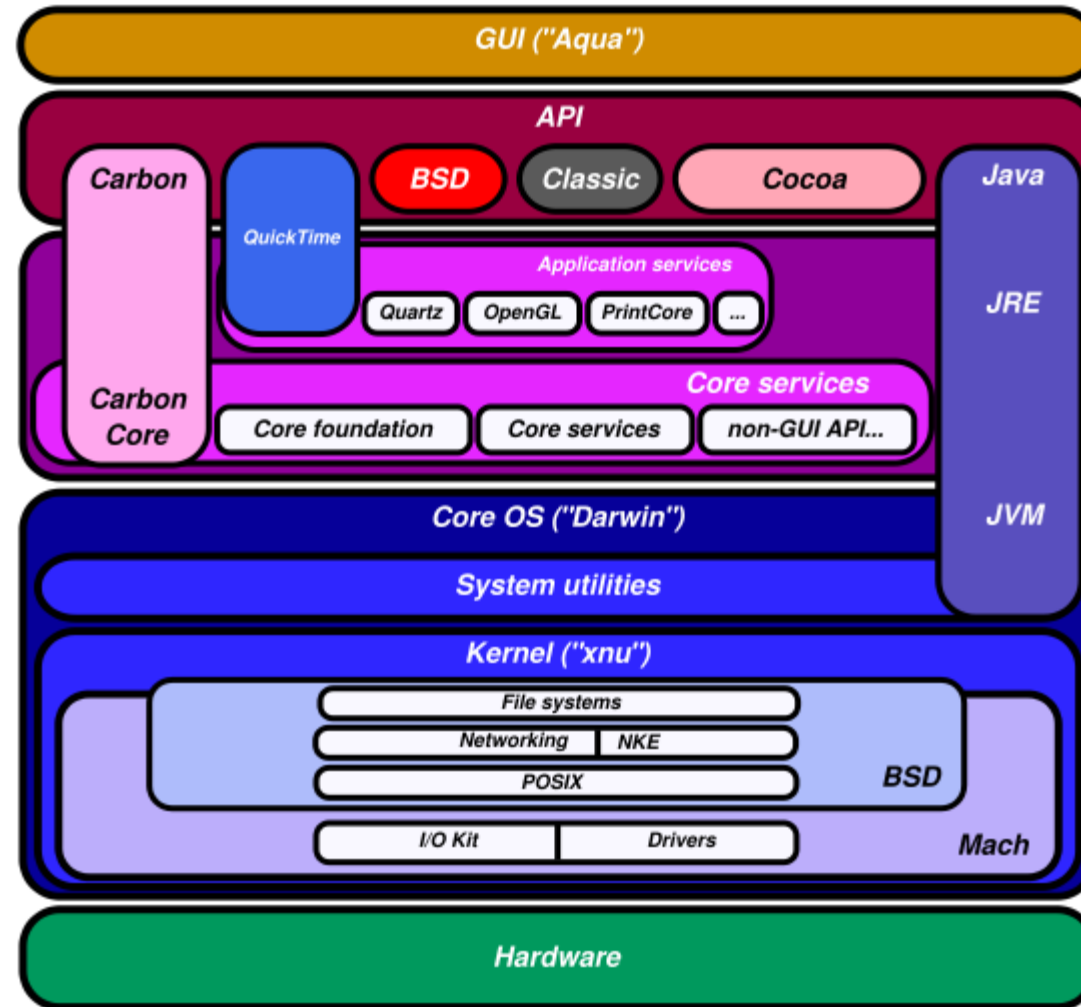 GUI ("Aqua")
API
Carbon
QuickTime
BSD
Classic
Cocoa
Java
Application services
Quartz
OpenGL
PrintCore
...
JRE
Core services
Carbon
Core
Core foundation
Core services
non-GUI API...
Core OS ("Darwin")
JVM
System utilities
Kernel ("xnu")
File systems
Networking
NKE
POSIX
BSD
I/O Kit
Drivers
Mach
Hardware